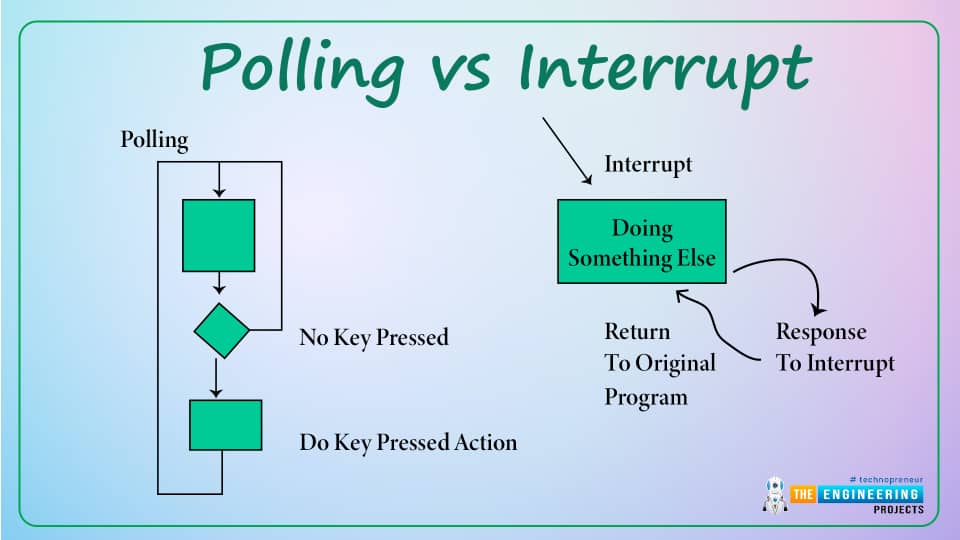 Polling vs Interrupt
Polling
No Key Pressed
Do Key Pressed Action
Interrupt
Doing
Something Else
Return
To Original
Program
Response
To Interrupt
# technopreneur
THE ENGINEERING
PROJECTS